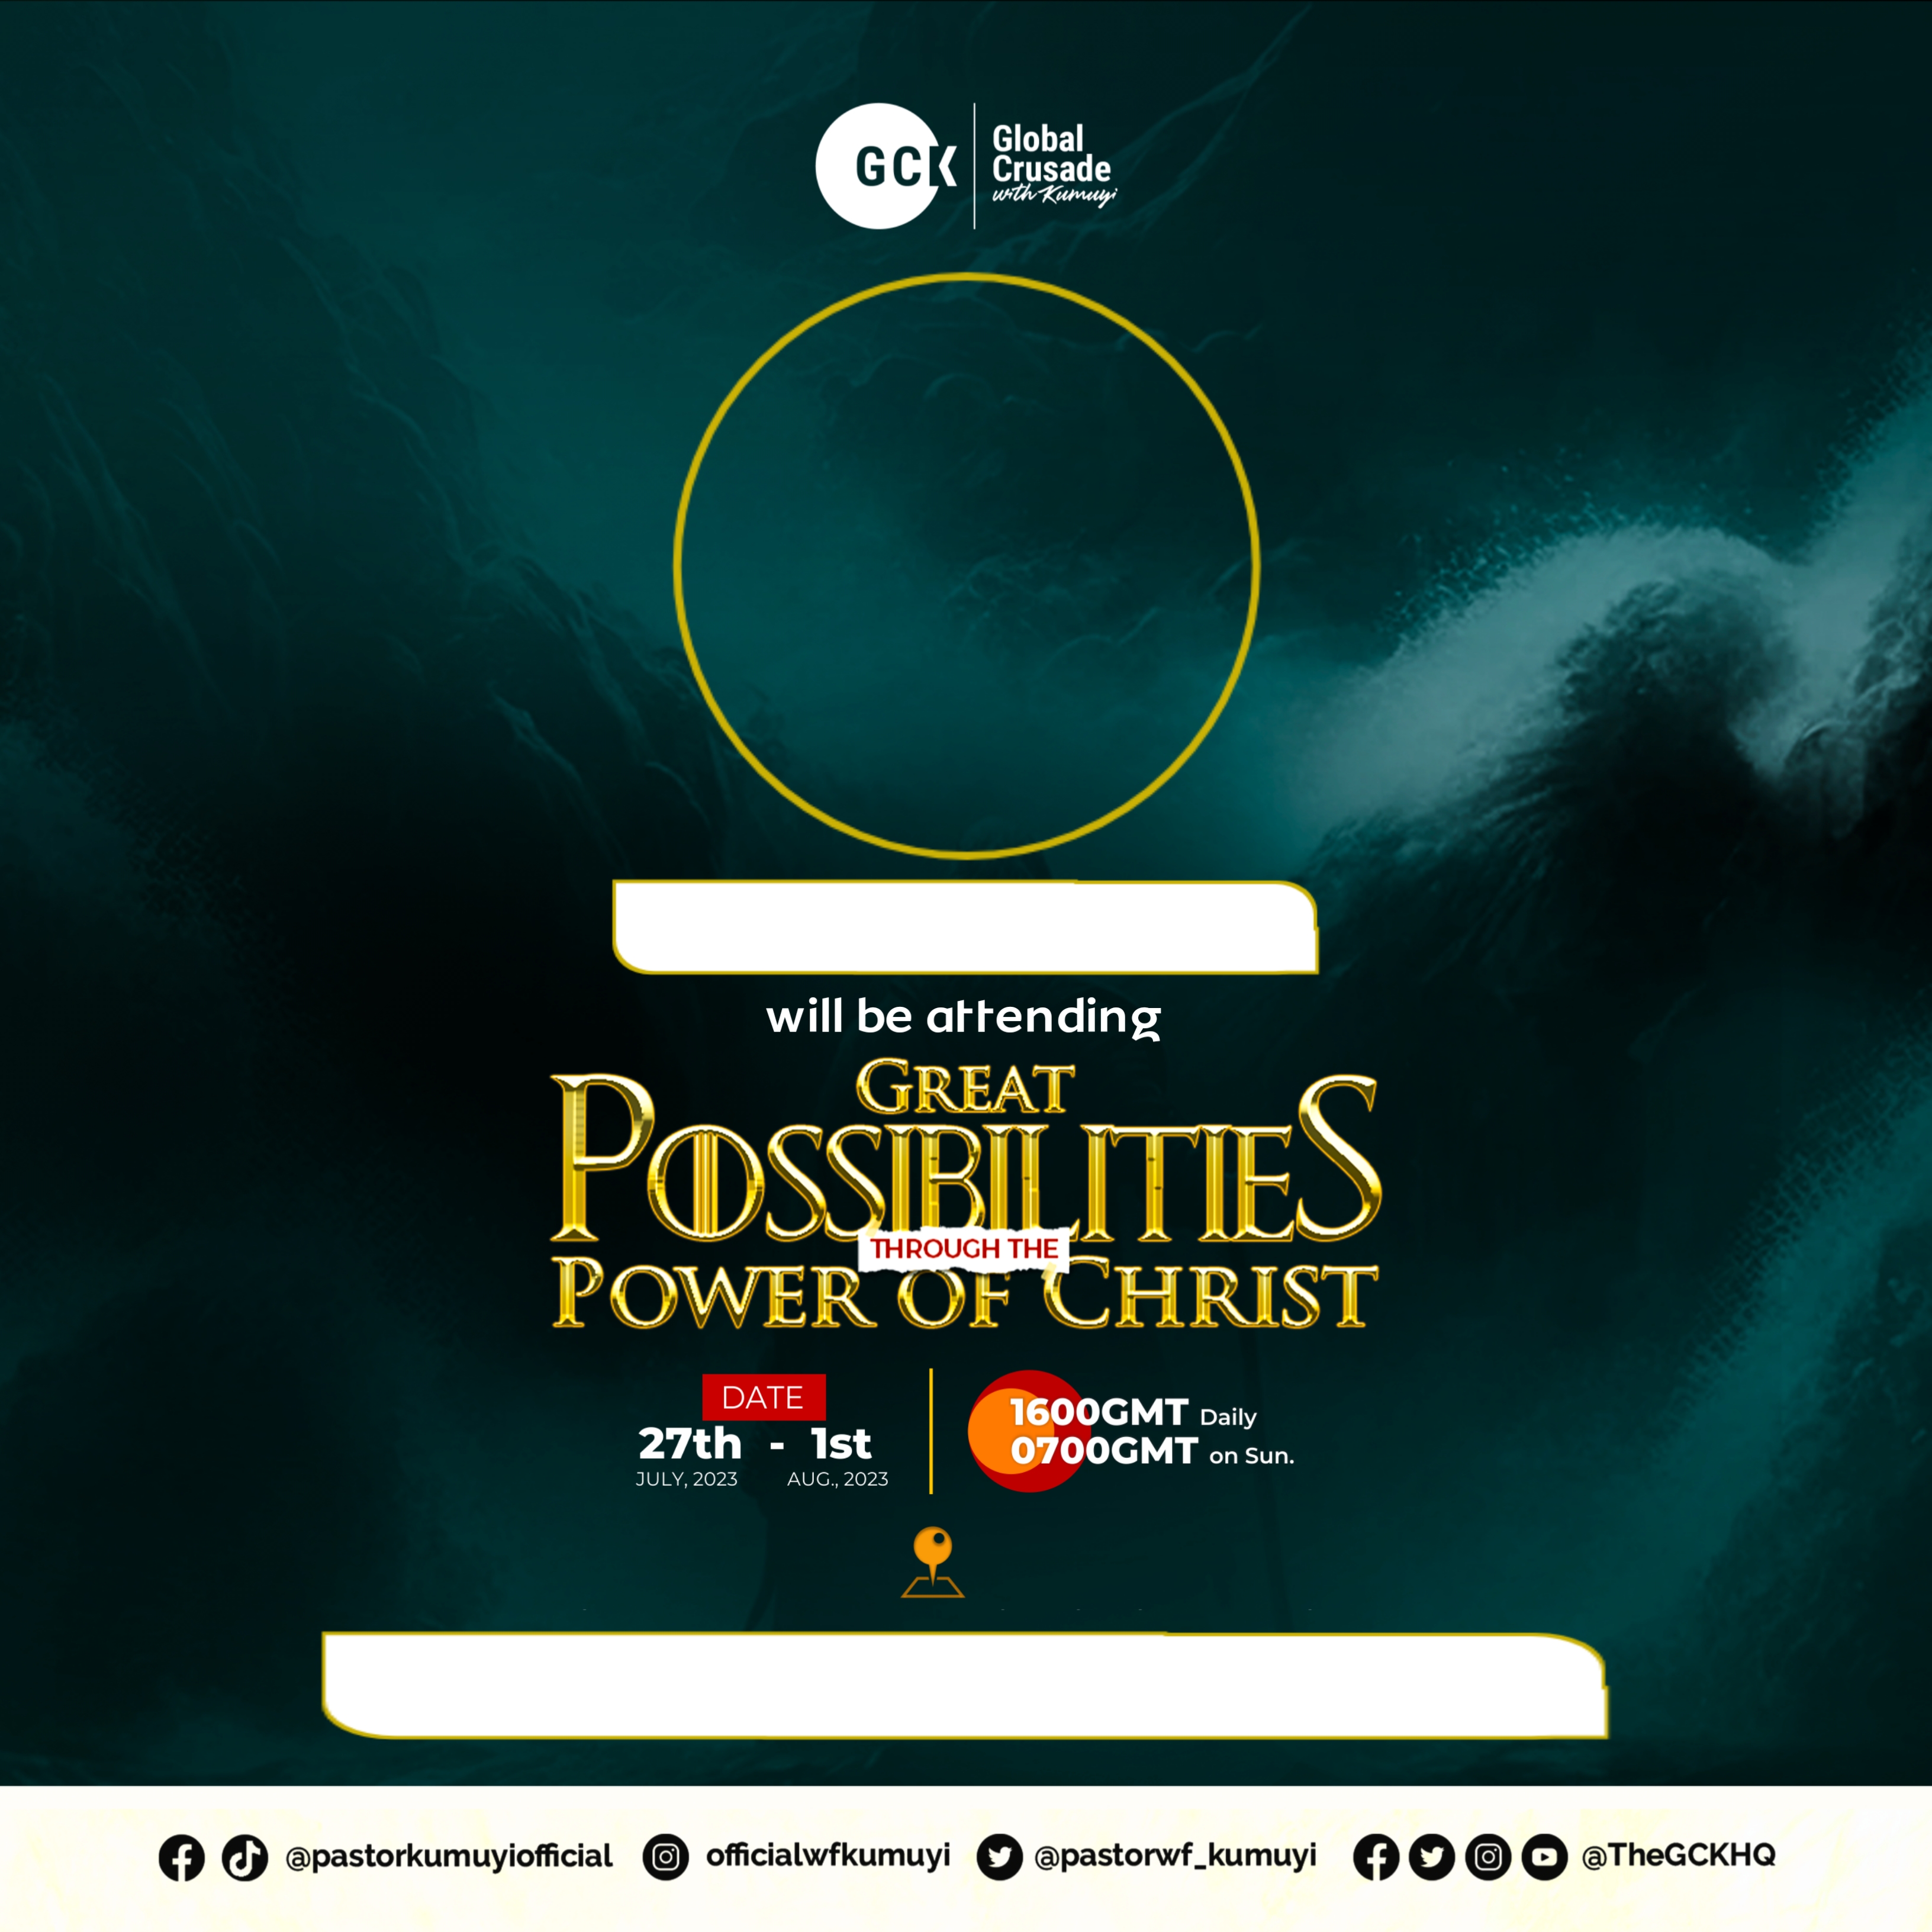 GCK
Global
Crusade
with Kumuyi
will be attending
GREAT
POSSIBILITIES
THROUGH THE
POWER OF CHRIST
DATE
27th - 1st
JULY, 2023 AUG., 2023
1600GMT Daily
0700GMT on Sun.
@pastorkumuyiofficial officialwfkumuyi @pastorwf_kumuyi @TheGCKHQ